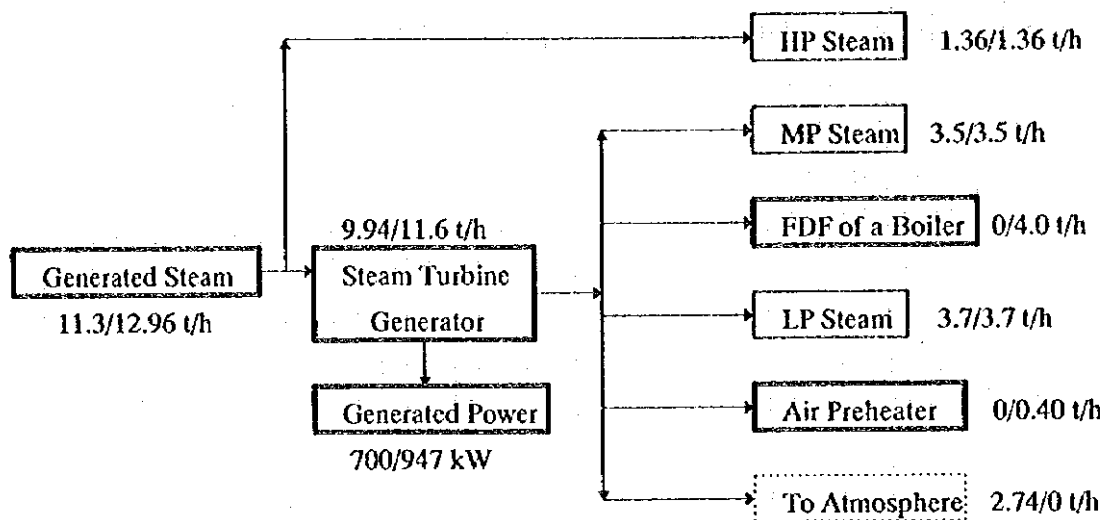 HP Steam 1.36/1.36 t/h
MP Steam 3.5/3.5 t/h
9.94/11.6 t/h
FDF of a Boiler 0/4.0 t/h
Generated Steam
Steam Turbine
Generator
11.3/12.96 t/h
LP Steam 3.7/3.7 t/h
Generated Power
Air Preheater 0/0.40 t/h
700/947 kW
To Atmosphere 2.74/0 t/h